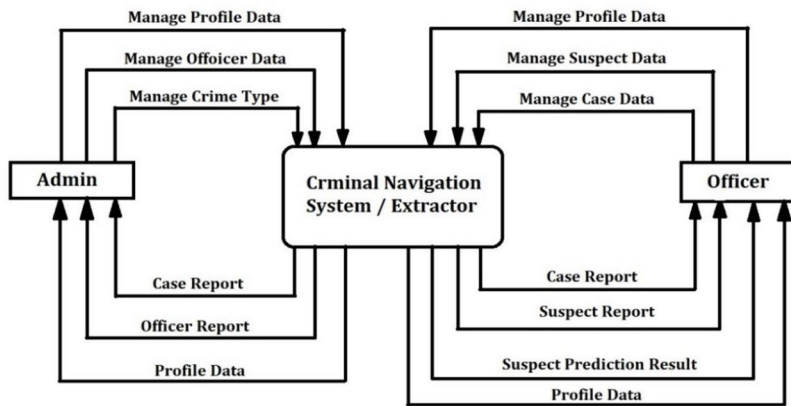 Manage Profile Data
Manage Offoicer Data
Manage Crime Type
Manage Profile Data
Manage Suspect Data
Manage Case Data
Admin
Crminal Navigation
System / Extractor
Officer
Case Report
Officer Report
Profile Data
Case Report
Suspect Report
Suspect Prediction Result
Profile Data